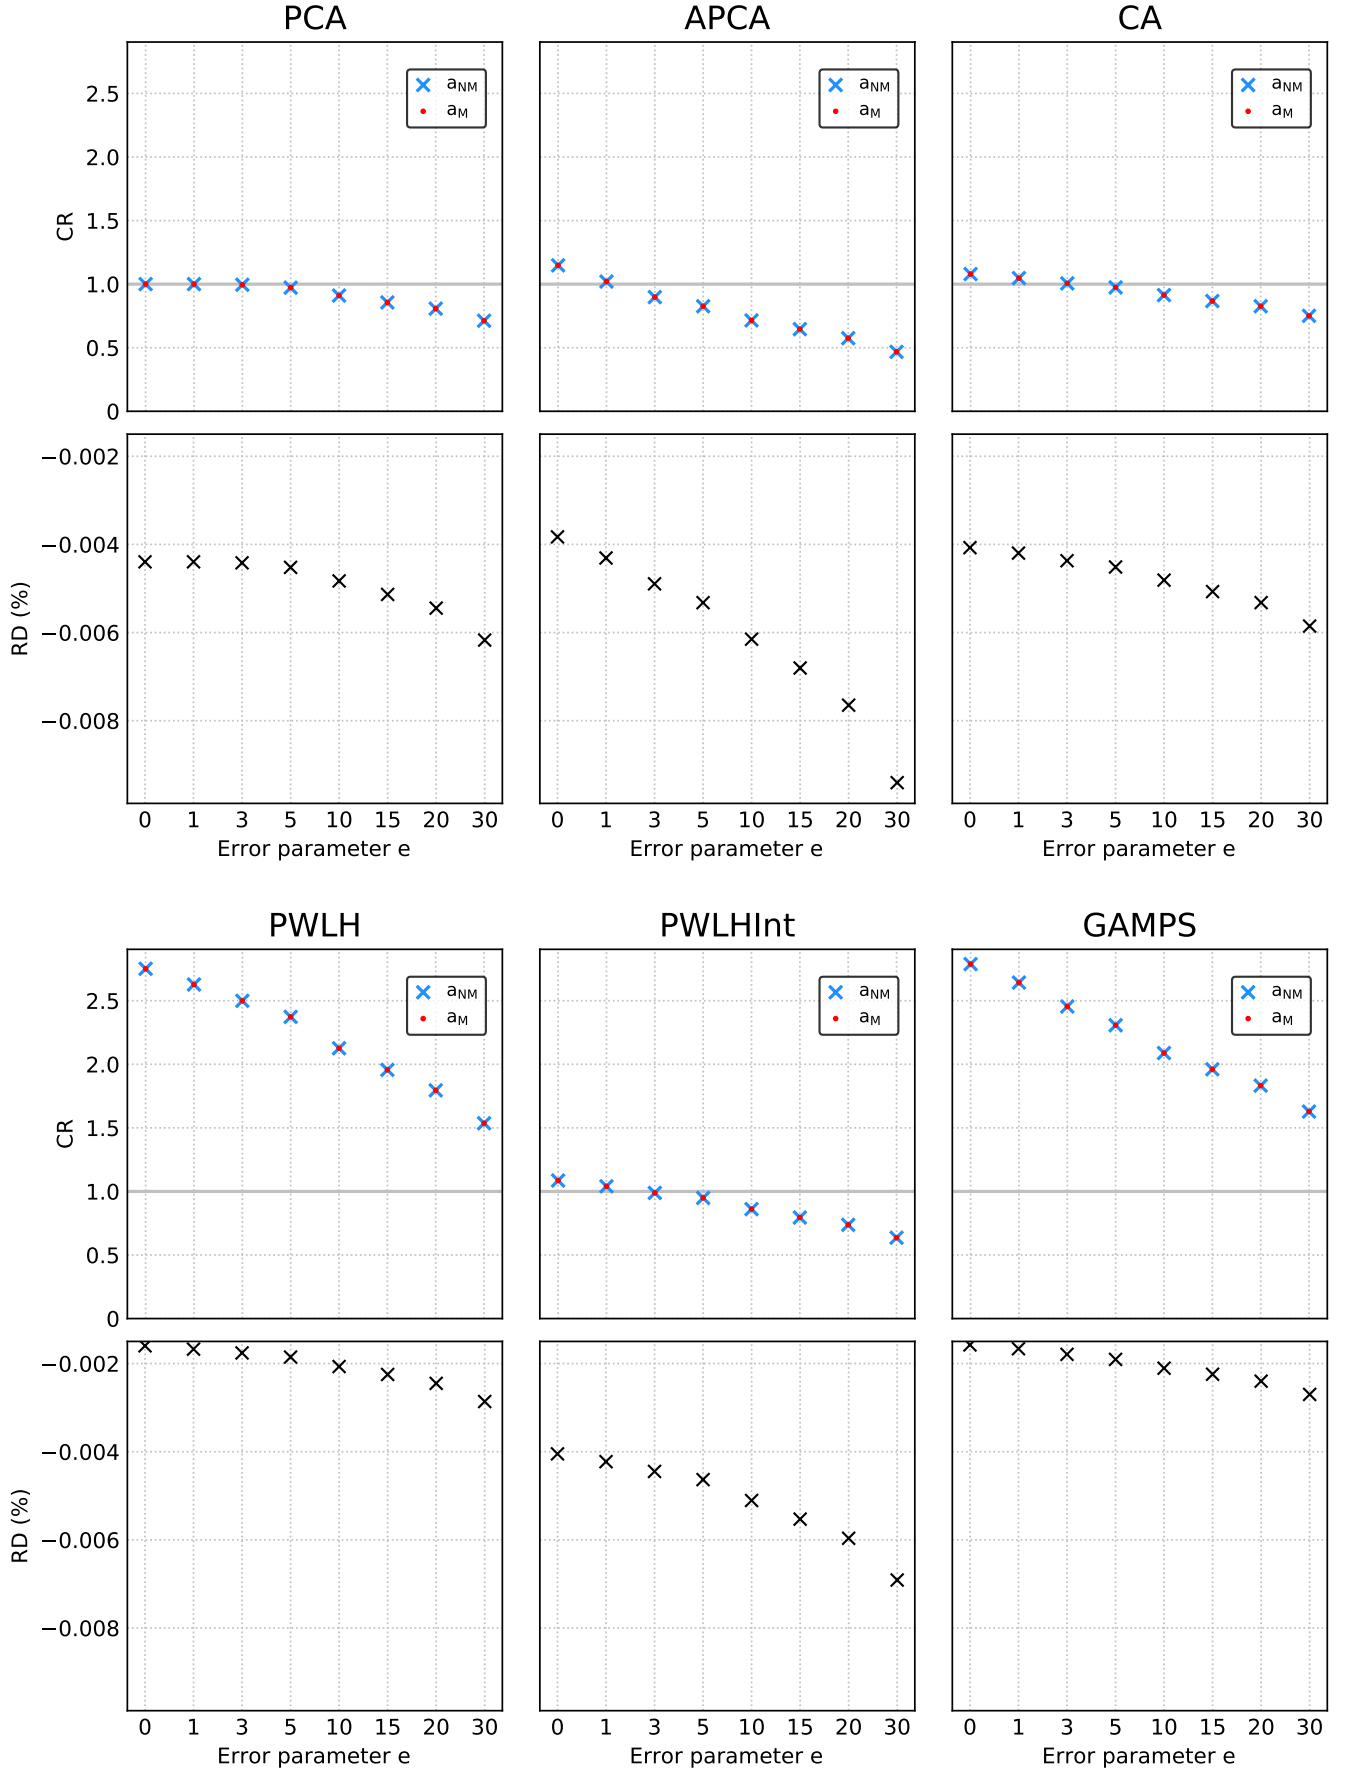 PCA APCA CA
CR
2.5
2.0
1.5
1.0
0.5
0
aNM
aM
aNM
aM
aNM
aM
RD (%)
−0.002
−0.004
−0.006
−0.008
0 1 3 5 10 15 20 30 0 1 3 5 10 15 20 30 0 1 3 5 10 15 20 30
Error parameter e Error parameter e Error parameter e
PWLH PWLHInt GAMPS
CR
2.5
2.0
1.5
1.0
0.5
0
aNM
aM
aNM
aM
aNM
aM
RD (%)
−0.002
−0.004
−0.006
−0.008
0 1 3 5 10 15 20 30 0 1 3 5 10 15 20 30 0 1 3 5 10 15 20 30
Error parameter e Error parameter e Error parameter e